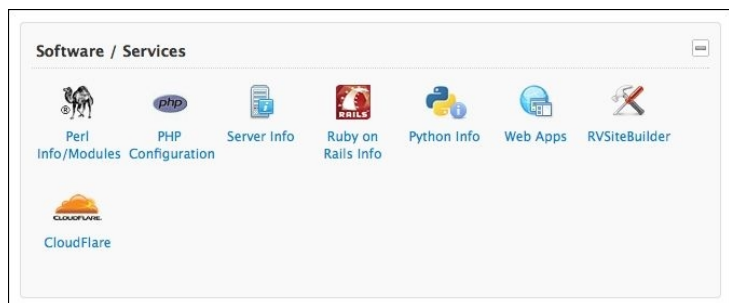 Software / Services
®
php
RAILS
Perl
Info/Modules
PHP
Configuration
Server Info
Ruby on
Rails Info
Python Info
Web Apps
RVSiteBuilder
CLOUDFLARE
CloudFlare